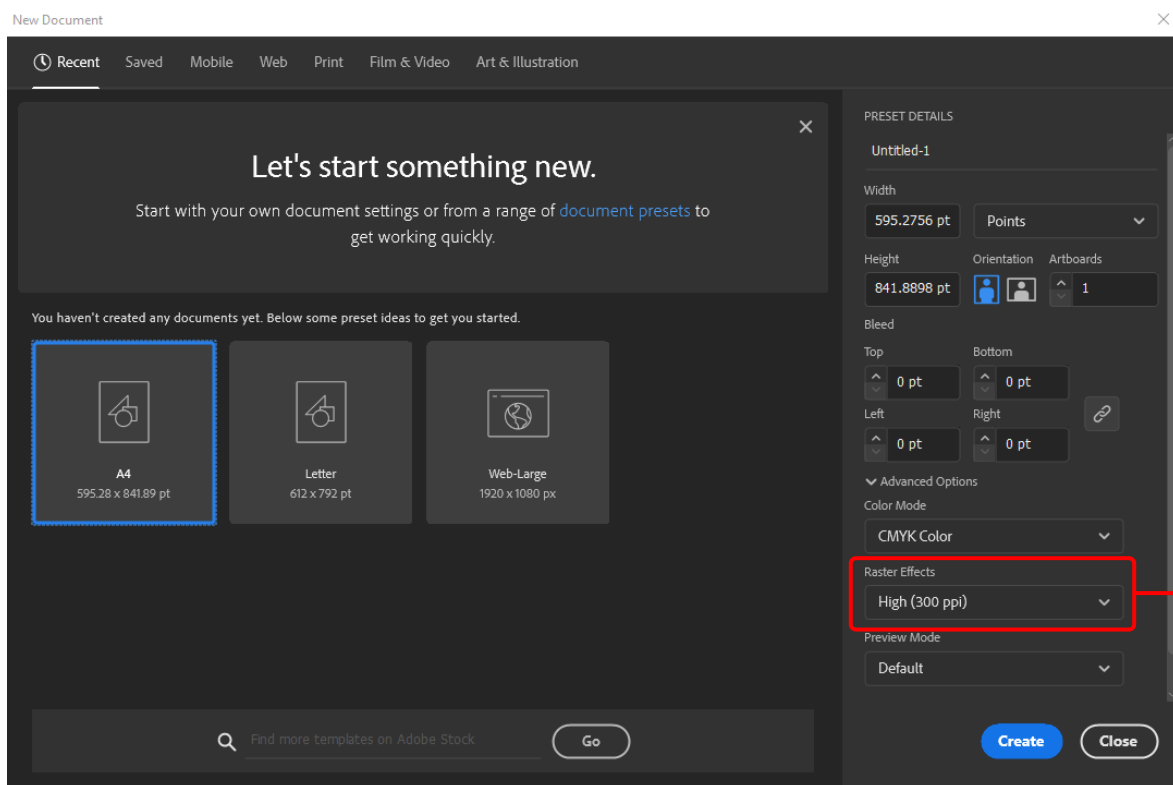 New Document
Recent Saved Mobile Web Print Film & Video Art & Illustration
Let's start something new.
Start with your own document settings or from a range of document presets to
get working quickly.
You haven't created any documents yet. Below some preset ideas to get you started.
A4
595.28 x 841.89 pt
Letter
612 x 792 pt
Web-Large
1920 x 1080 px
Find more templates on Adobe Stock
Go
PRESET DETAILS
Untitled-1
Width
595.2756 pt Points
Height Orientation Artboards
841.8898 pt 1
Bleed
Top Bottom
0 pt 0 pt
Left Right
0 pt 0 pt
Advanced Options
Color Mode
CMYK Color
Raster Effects
High (300 ppi)
Preview Mode
Default
Create Close